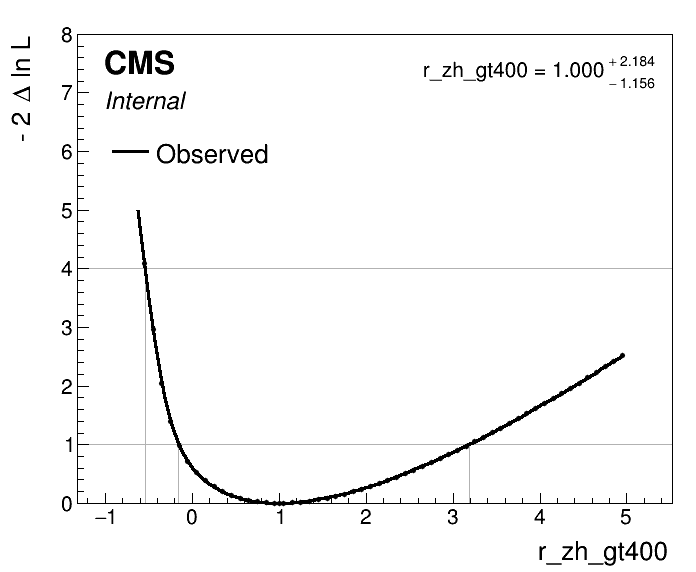 - 2 Δ ln L
8
7
6
5
4
3
2
1
0
CMS
Internal
r_zh_gt400 = 1.000 +2.184 −1.156
Observed
−1 0 1 2 3 4 5
r_zh_gt400